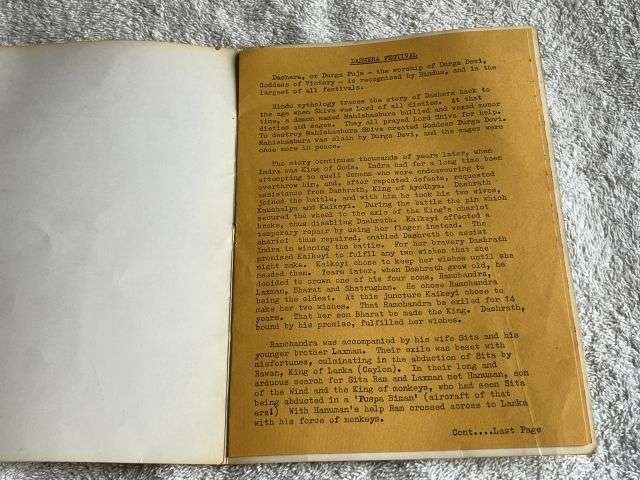 DASHERA FESTIVAL
Dashera, or Durga Puja - the worship of Durga Devi,
Goddess of Victory - is recognised by Hindus, and is the
largest of all festivals.
Hindu mythology traces the story of Dashera back to
the age when Shiva was Lord of all dieties. At that
time, a demon named Mahishashura bullied and vexed minor
dieties and sages. They all prayed Lord Shiva for help.
To destroy Mahishashura Shiva created Goddess Durga Devi.
Mahishashura was slain by Durga Devi, and the sages were
once more in peace.
The story continues thousands of years later, when
Indra was King of Gods. Indra had for a long time been
attempting to quell demons who were endeavouring to
overthrow him, and, after repeated defeats, requested
assistance from Dashrath, King of Ayodhya. Dashrath
joined the battle, and with him he took his two wives,
Kaushalya and Kaikeyi. During the battle the pin which
secured the wheel to the axle of the King's chariot
broke, thus disabling Dashrath. Kaikeyi effected a
temporary repair by using her finger instead. The
chariot thus repaired, enabled Dashrath to assist
Indra in winning the battle. For her bravery Dashrath
promised Kaikeyi to fulfil any two wishes that she
might make. Kaikeyi chose to keep her wishes until she
needed them. Years later, when Dashrath grew old, he
decided to crown one of his four sons, Ramchandra,
Laxman, Bharat and Shatrughan. He chose Ramchandra
being the oldest. At this juncture Kaikeyi chose to
make her two wishes. That Ramchandra be exiled for 14
years. That her son Bharat be made the King. Dashrath,
bound by his promise, fulfilled her wishes.
Ramchandra was accompanied by his wife Sita and his
younger brother Laxman. Their exile was beset with
misfortunes, culminating in the abduction of Sita by
Rawan, King of Lanka (Ceylon). In their long and
arduous search for Sita Ram and Laxman met Hanuman, son
of the Wind and the King of monkeys, who had seen Sita
being abducted in a 'Puspa Biman' (aircraft of that
era!) With Hanuman's help Ram crossed across to Lanka
with his force of monkeys.
Cont....Last Page